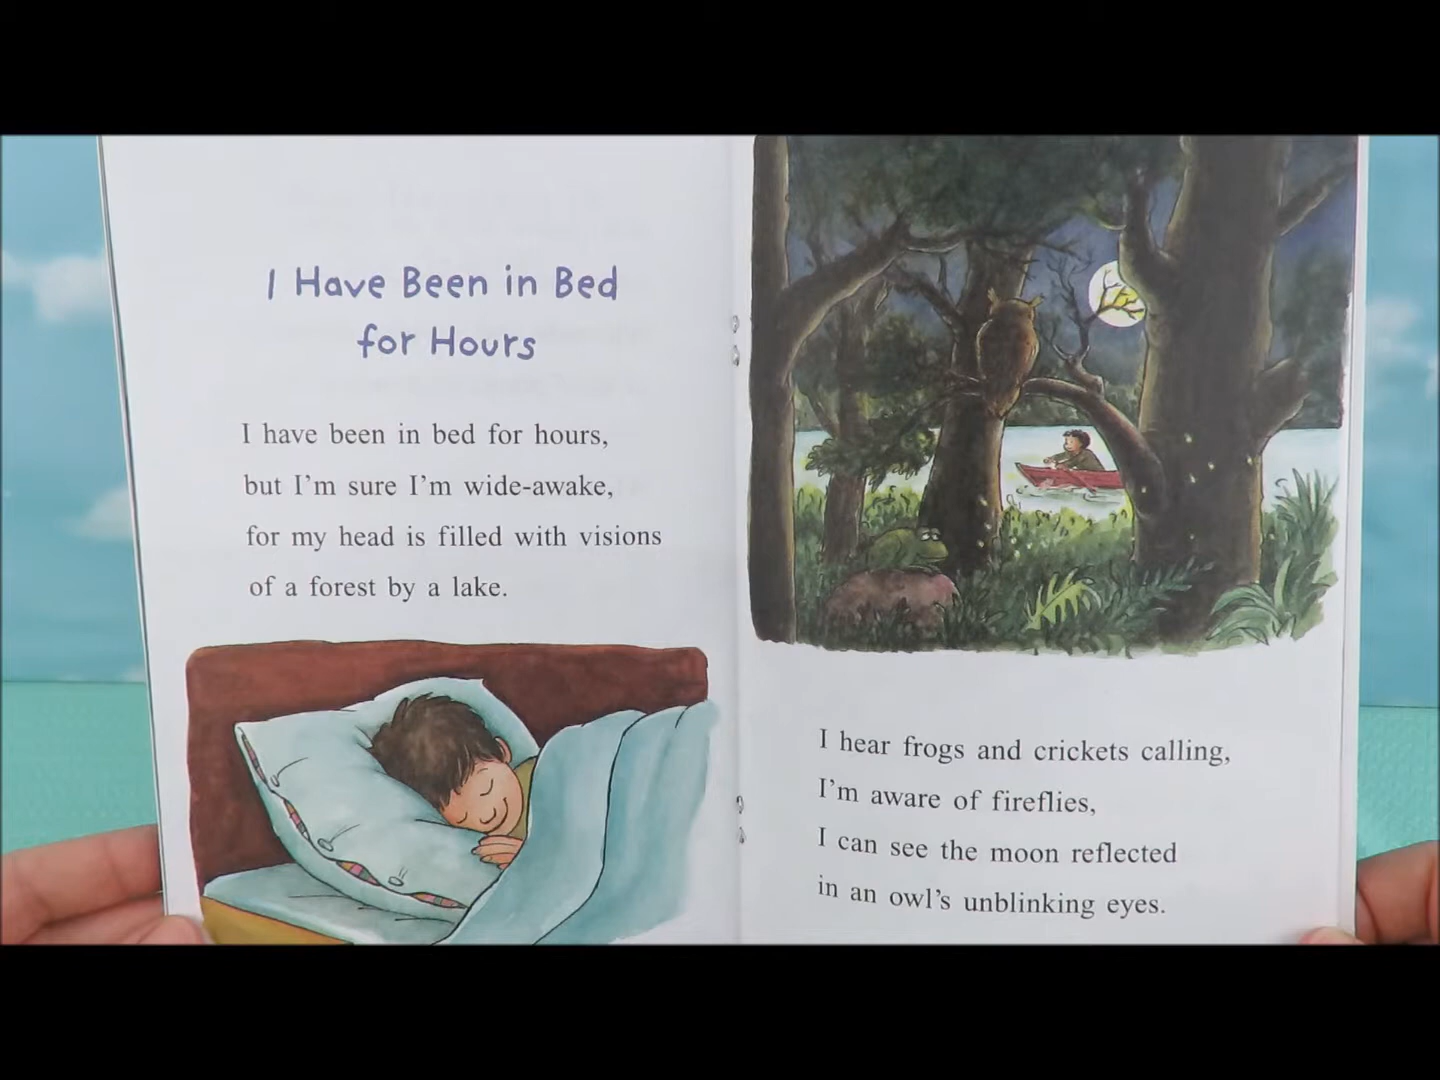 I Have Been in Bed
for Hours
I have been in bed for hours,
but I'm sure I'm wide-awake,
for my head is filled with visions
of a forest by a lake.
I hear frogs and crickets calling,
I'm aware of fireflies,
I can see the moon reflected
in an owl's unblinking eyes.